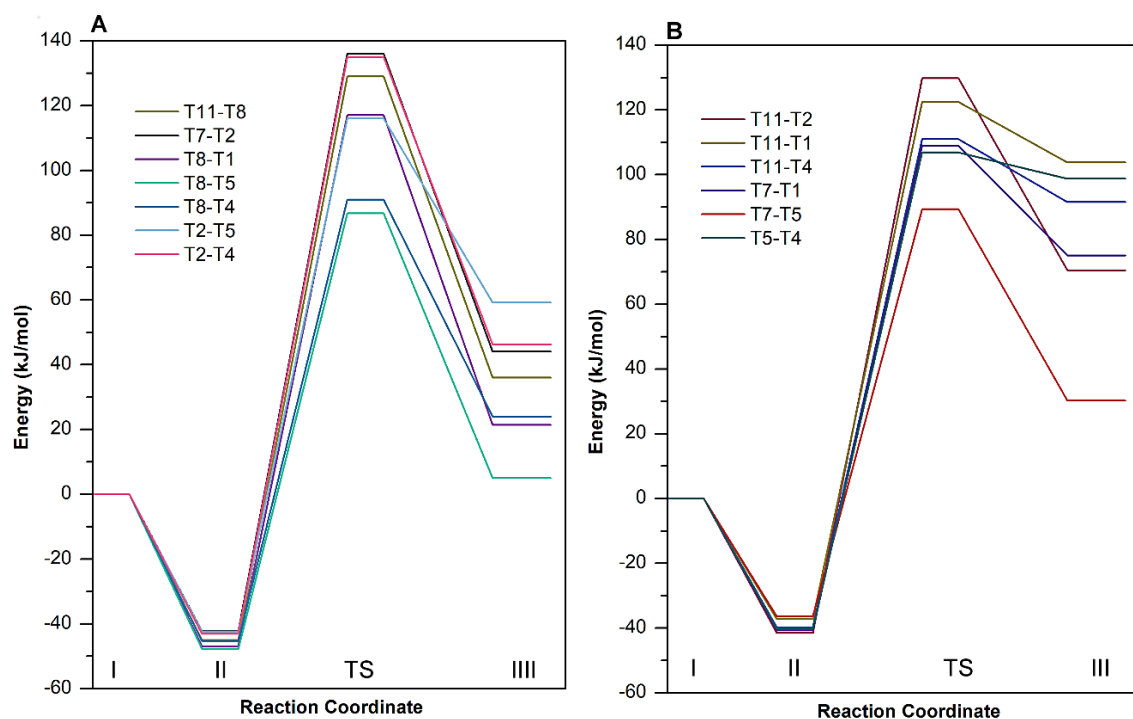 A
140
120
100
80
60
40
20
0
-20
-40
-60
Energy (kJ/mol)
T11-T8
T7-T2
T8-T1
T8-T5
T8-T4
T2-T5
T2-T4
I
II
TS
IIII
Reaction Coordinate
B
140
120
100
80
60
40
20
0
-20
-40
-60
Energy (kJ/mol)
T11-T2
T11-T1
T11-T4
T7-T1
T7-T5
T5-T4
I
II
TS
III
Reaction Coordinate